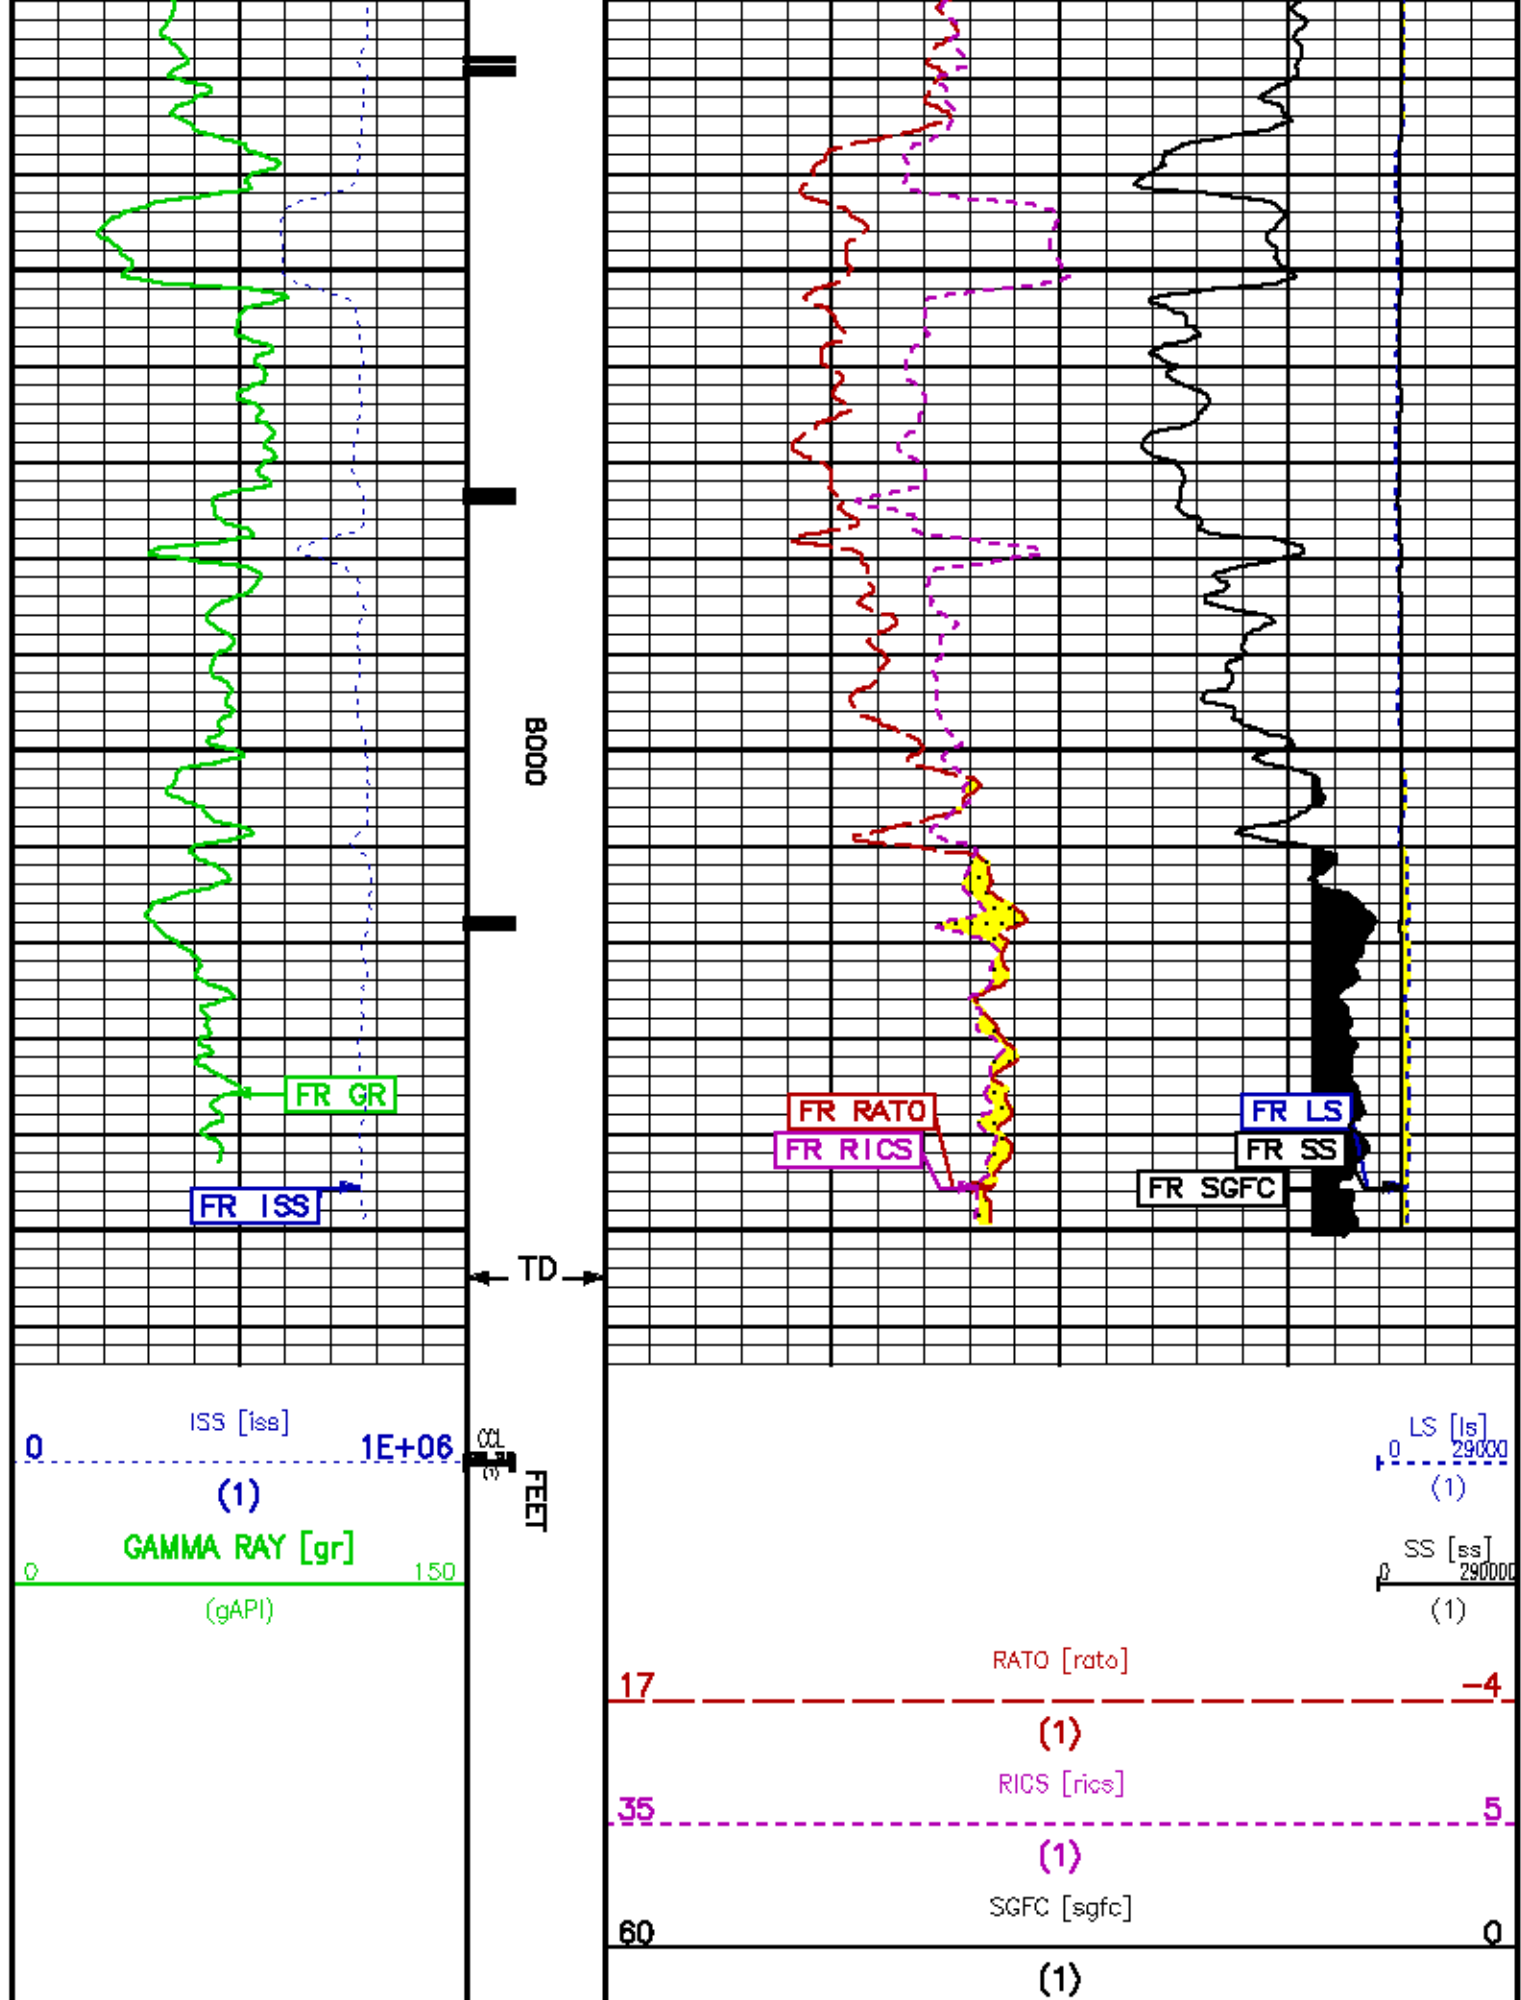 8000
FR GR
FR RATO
FR LS
FR RICS
FR SS
FR SGFC
FR ISS
TD
ISS [iss]
0 1E+06
(1)
CCL
FEET
LS [ls]
0 29000
(1)
GAMMA RAY [gr]
0 150
(gAPI)
SS [ss]
0 290000
(1)
RATO [rato]
17 -4
(1)
RICS [rics]
35 5
(1)
SGFC [sgfc]
60 0
(1)